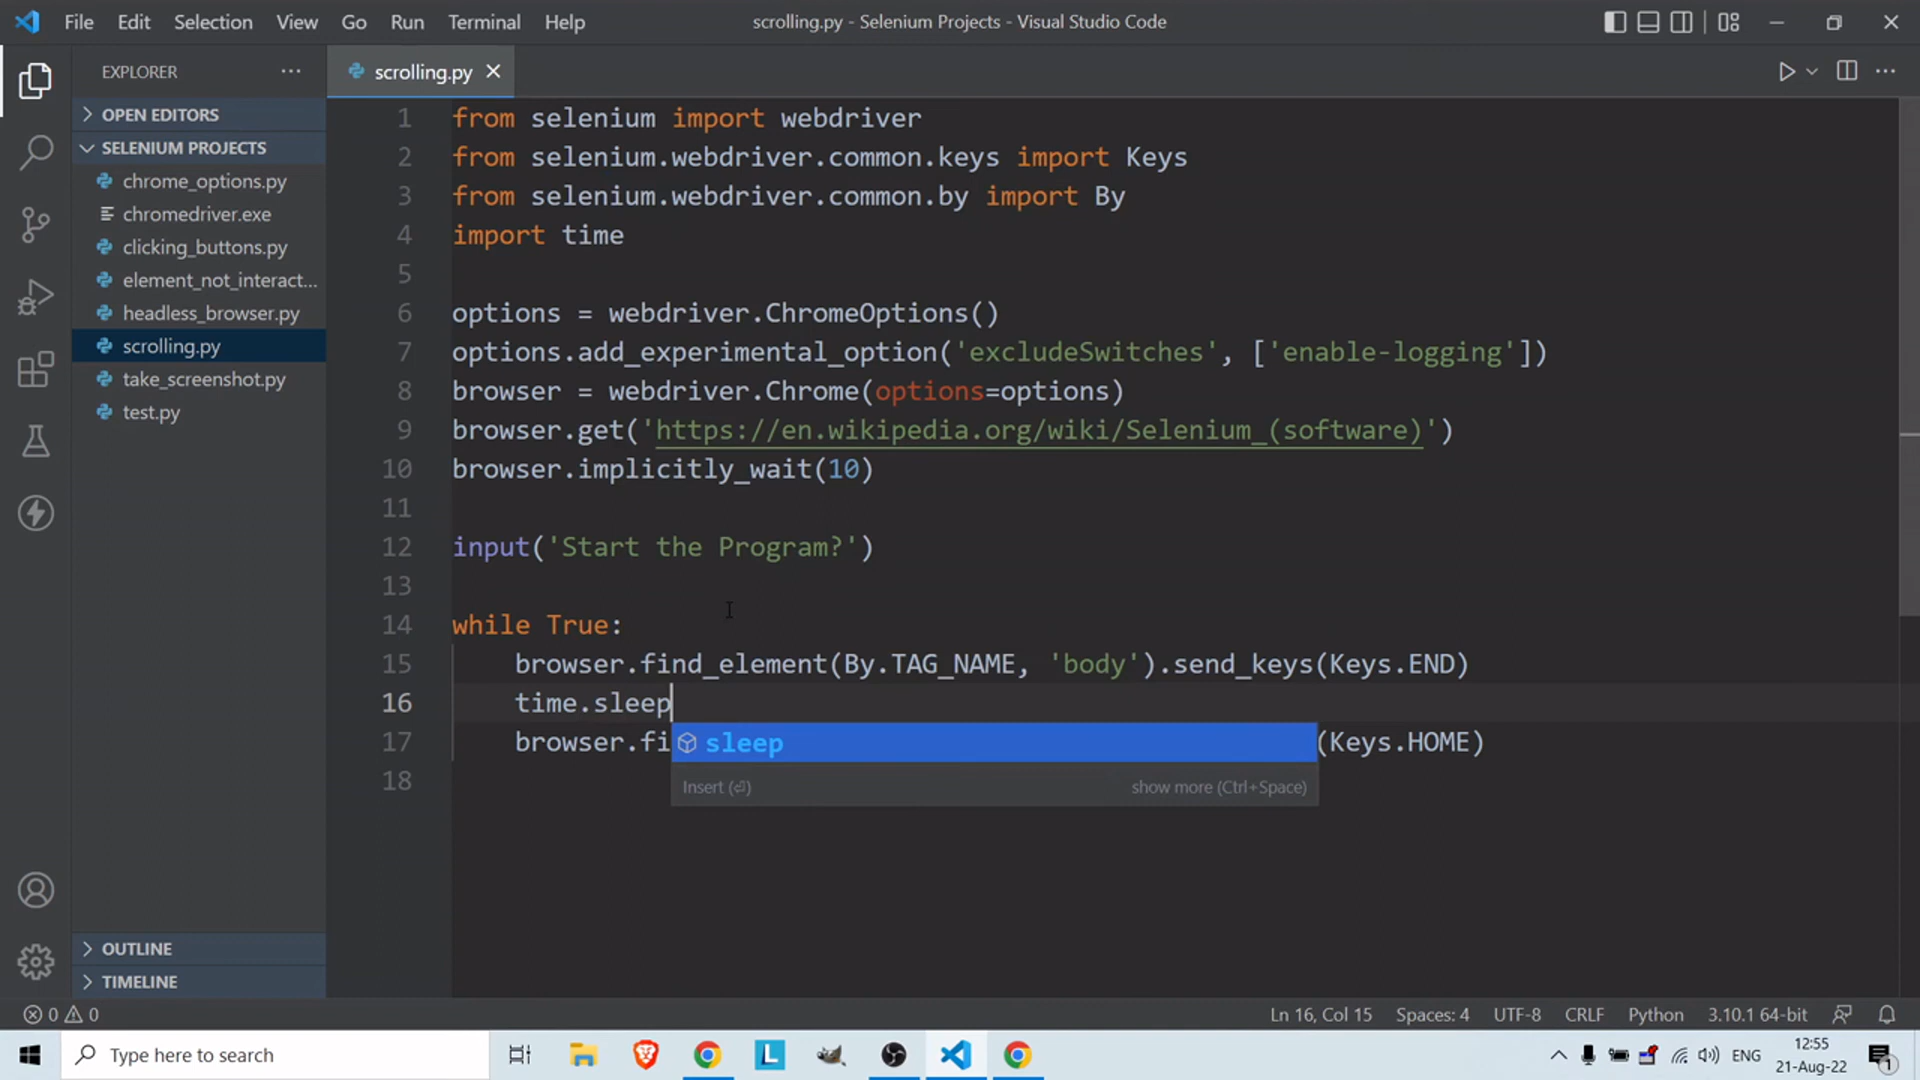 File Edit Selection View Go Run Terminal Help
scrolling.py - Selenium Projects - Visual Studio Code
EXPLORER
scrolling.py
OPEN EDITORS
SELENIUM PROJECTS
chrome_options.py
chromedriver.exe
clicking_buttons.py
element_not_interact...
headless_browser.py
scrolling.py
take_screenshot.py
test.py
OUTLINE
TIMELINE
1 from selenium import webdriver
2 from selenium.webdriver.common.keys import Keys
3 from selenium.webdriver.common.by import By
4 import time
5
6 options = webdriver.ChromeOptions()
7 options.add_experimental_option('excludeSwitches', ['enable-logging'])
8 browser = webdriver.Chrome(options=options)
9 browser.get('https://en.wikipedia.org/wiki/Selenium_(software)')
10 browser.implicitly_wait(10)
11
12 input('Start the Program?')
13
14 while True:
15 browser.find_element(By.TAG_NAME, 'body').send_keys(Keys.END)
16 time.sleep
17 browser.fi sleep (Keys.HOME)
Insert (⏎) show more (Ctrl+Space)
18
0 0
Ln 16, Col 15 Spaces: 4 UTF-8 CRLF Python 3.10.1 64-bit
Type here to search
L
ENG
12:55
21-Aug-22
1